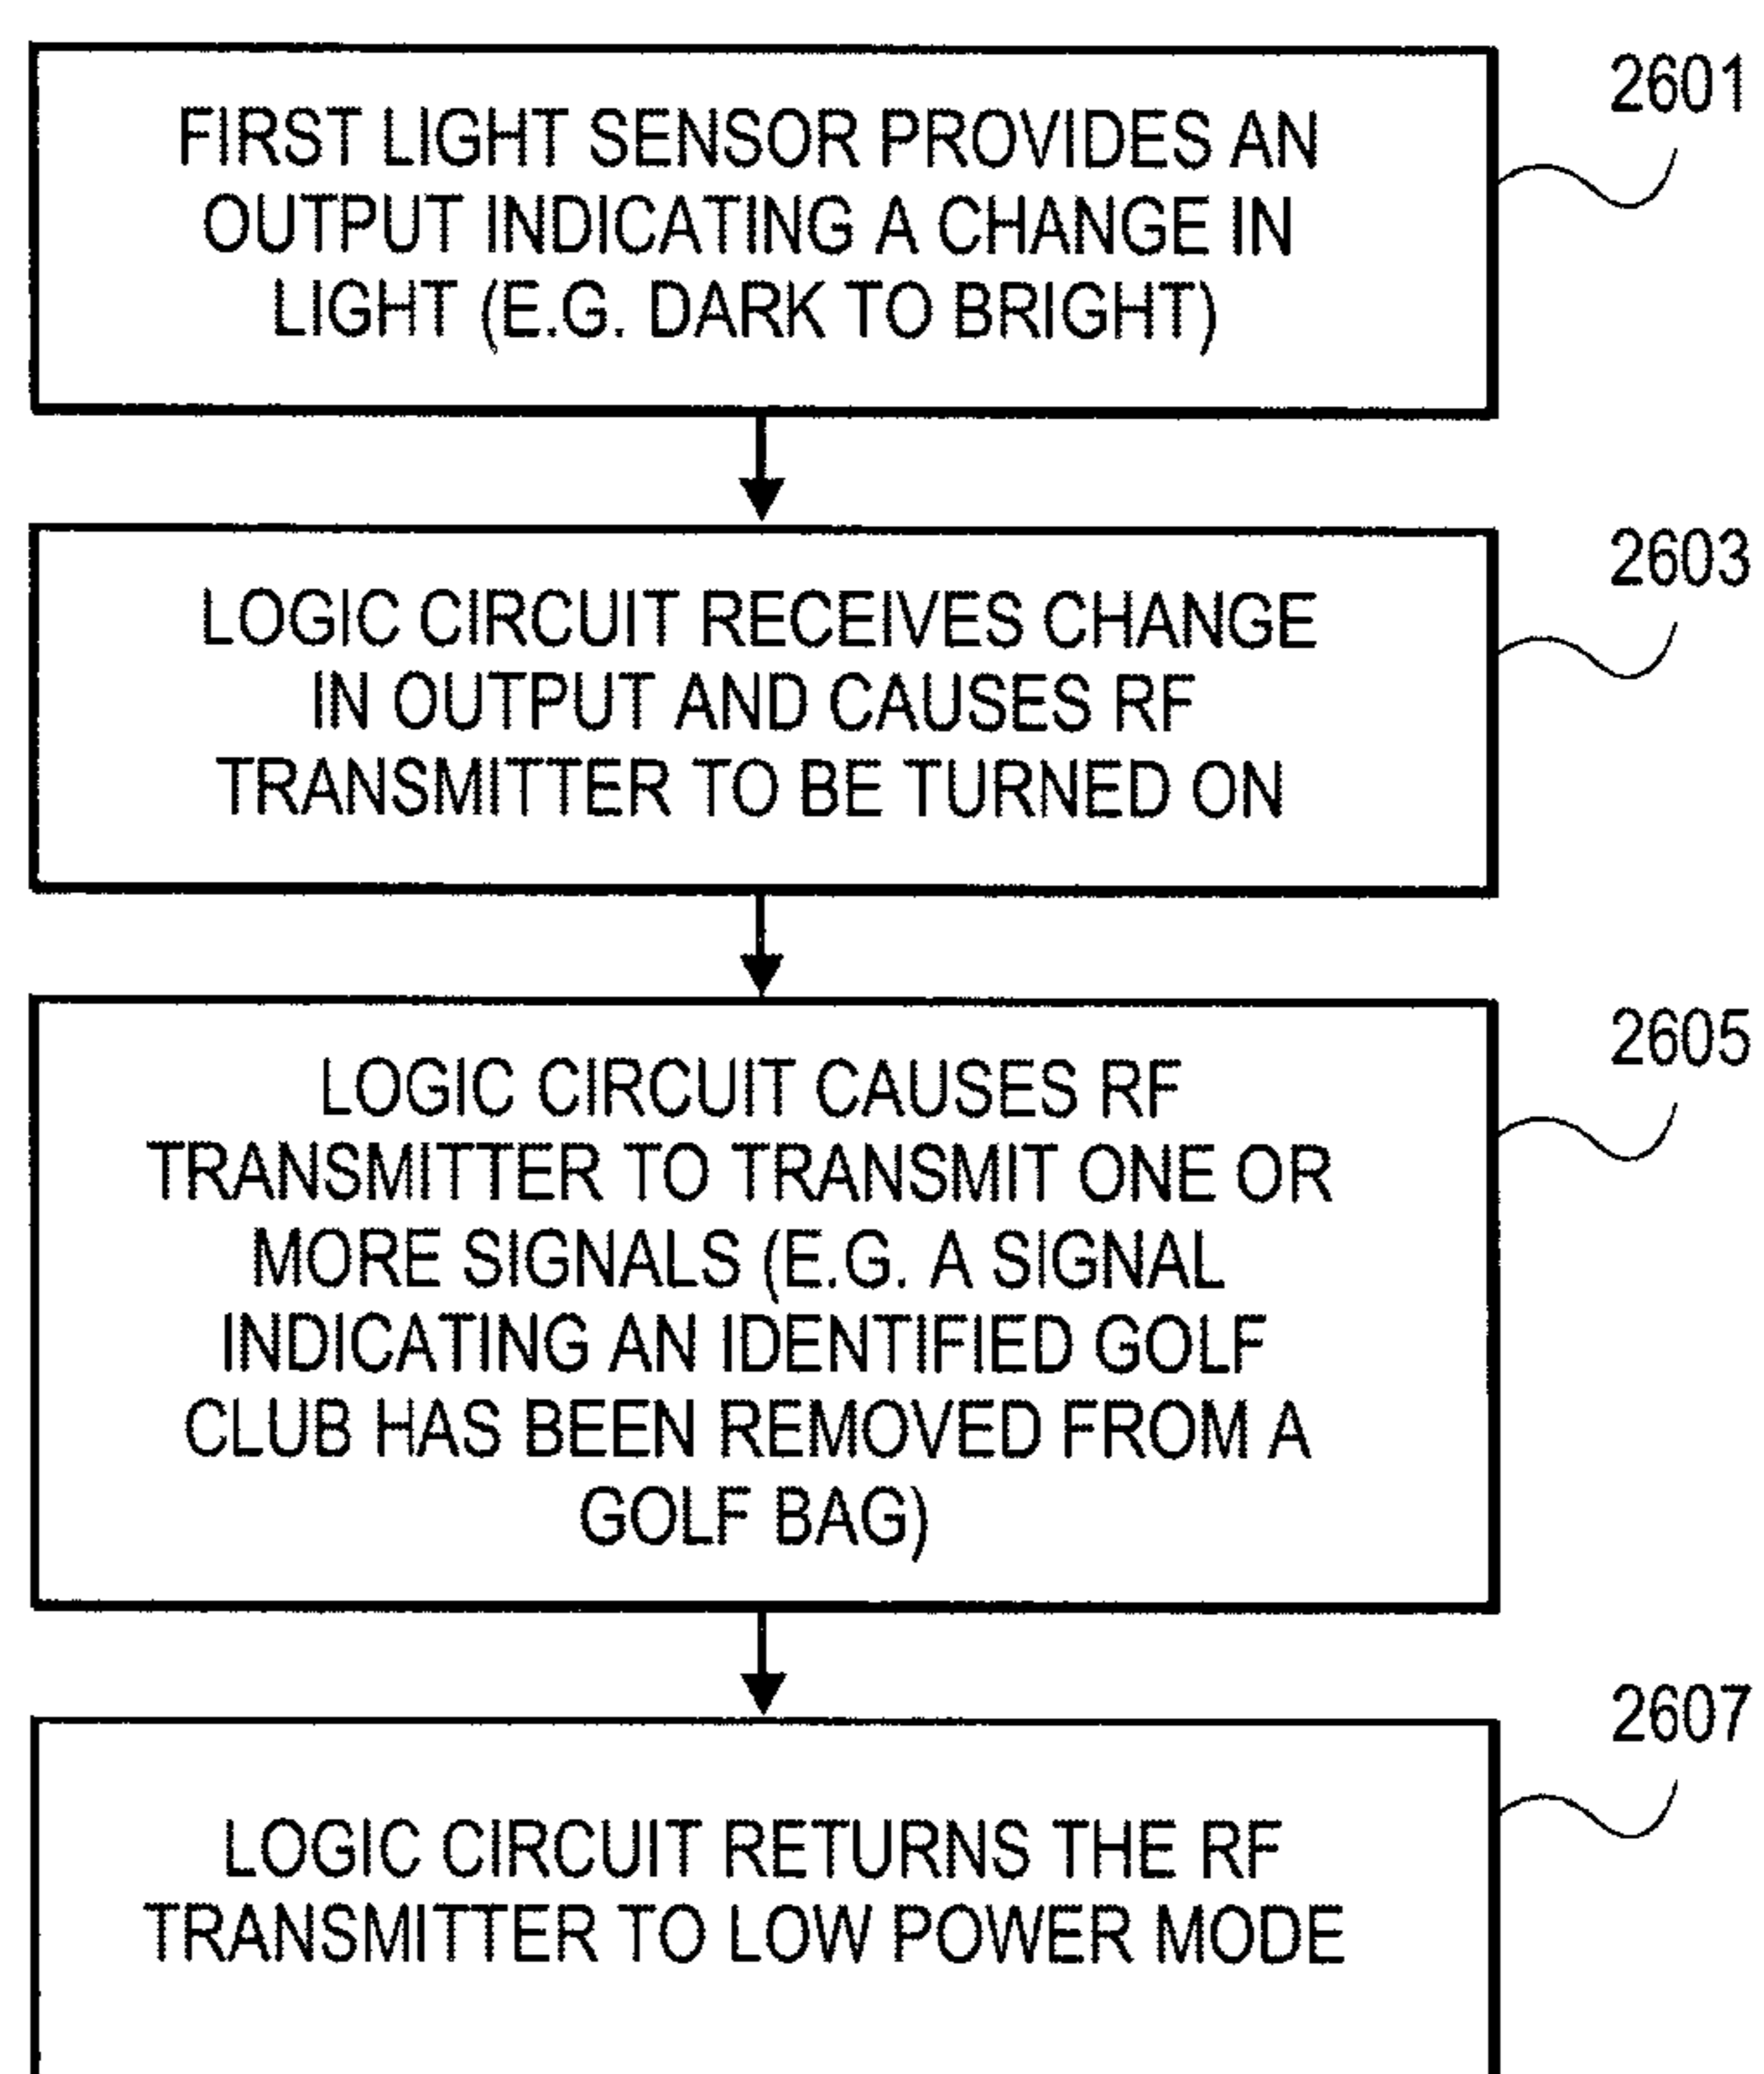 FIRST LIGHT SENSOR PROVIDES AN
OUTPUT INDICATING A CHANGE IN
LIGHT (E.G. DARK TO BRIGHT)
2601
LOGIC CIRCUIT RECEIVES CHANGE
IN OUTPUT AND CAUSES RF
TRANSMITTER TO BE TURNED ON
2603
LOGIC CIRCUIT CAUSES RF
TRANSMITTER TO TRANSMIT ONE OR
MORE SIGNALS (E.G. A SIGNAL
INDICATING AN IDENTIFIED GOLF
CLUB HAS BEEN REMOVED FROM A
GOLF BAG)
2605
LOGIC CIRCUIT RETURNS THE RF
TRANSMITTER TO LOW POWER MODE
2607